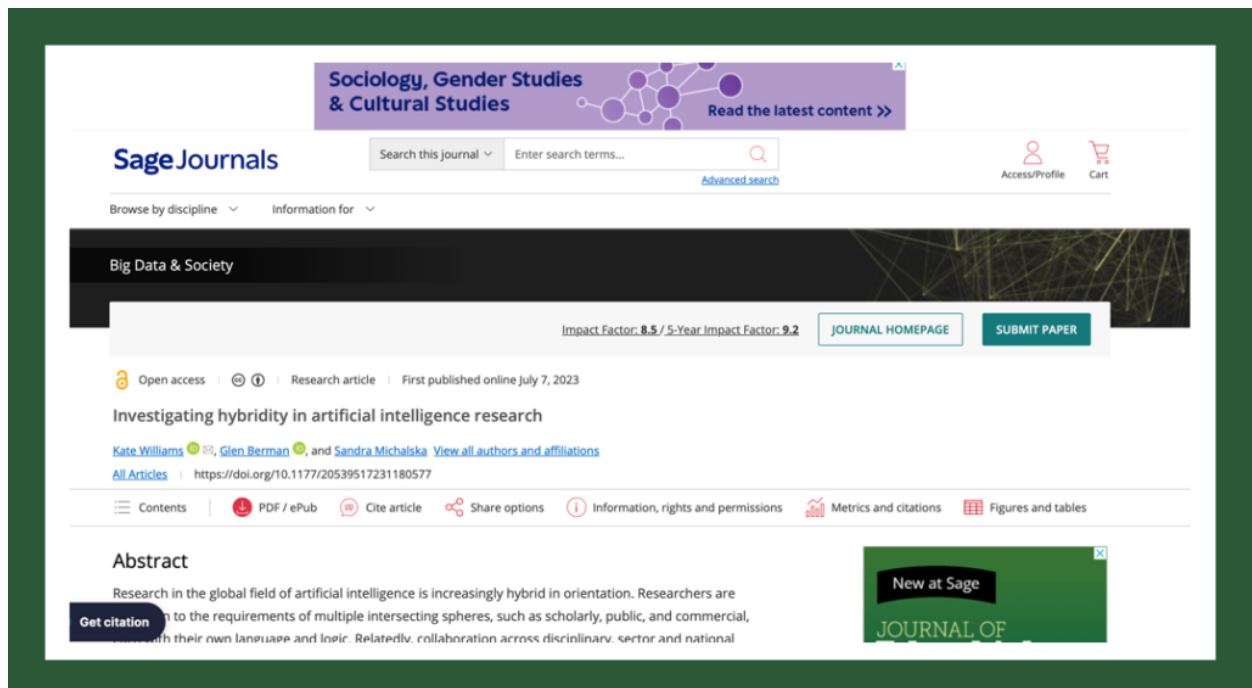 Sociology, Gender Studies
& Cultural Studies
Read the latest content >>
Sage Journals
Search this journal
Enter search terms...
Advanced search
Access/Profile
Cart
Browse by discipline
Information for
Big Data & Society
Impact Factor: 8.5 / 5-Year Impact Factor: 9.2
JOURNAL HOMEPAGE
SUBMIT PAPER
Open access
Research article
First published online July 7, 2023
Investigating hybridity in artificial intelligence research
Kate Williams, Glen Berman, and Sandra Michalska View all authors and affiliations
All Articles
https://doi.org/10.1177/20539517231180577
Contents
PDF / ePub
Cite article
Share options
Information, rights and permissions
Metrics and citations
Figures and tables
Abstract
Research in the global field of artificial intelligence is increasingly hybrid in orientation. Researchers are
to the requirements of multiple intersecting spheres, such as scholarly, public, and commercial,
their own language and logic. Relatedly, collaboration across disciplinary, sector and national
Get citation
New at Sage
JOURNAL OF